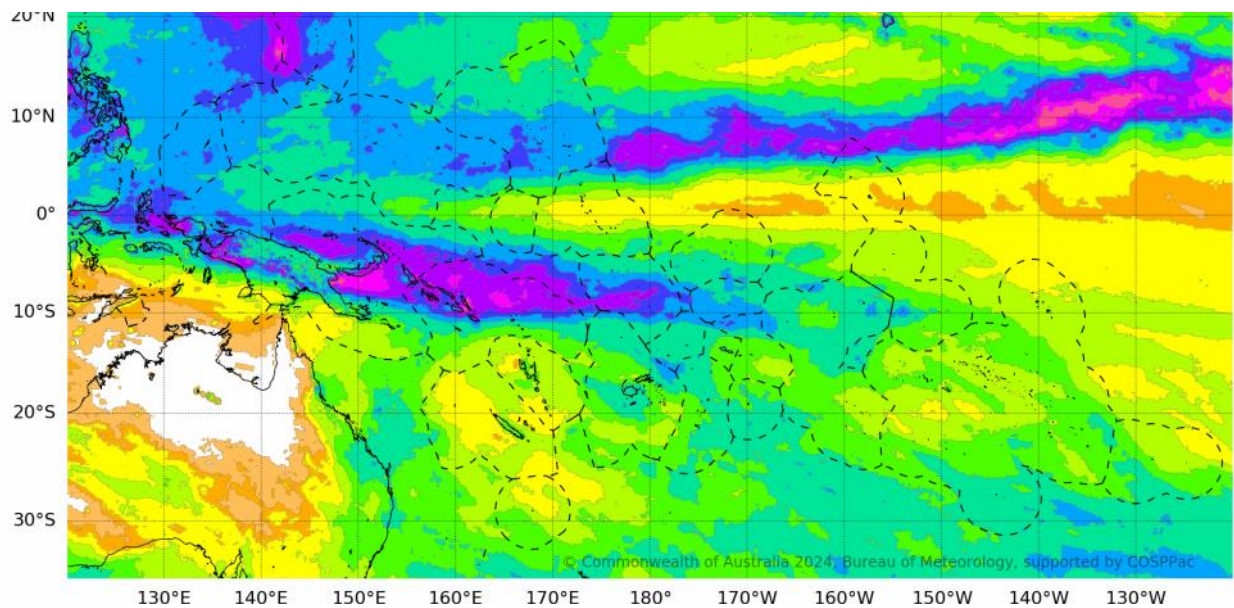 20°N
10°N
0°
10°S
20°S
30°S
© Commonwealth of Australia 2024, Bureau of Meteorology, supported by COSPPac
130°E 140°E 150°E 160°E 170°E 180° 170°W 160°W 150°W 140°W 130°W